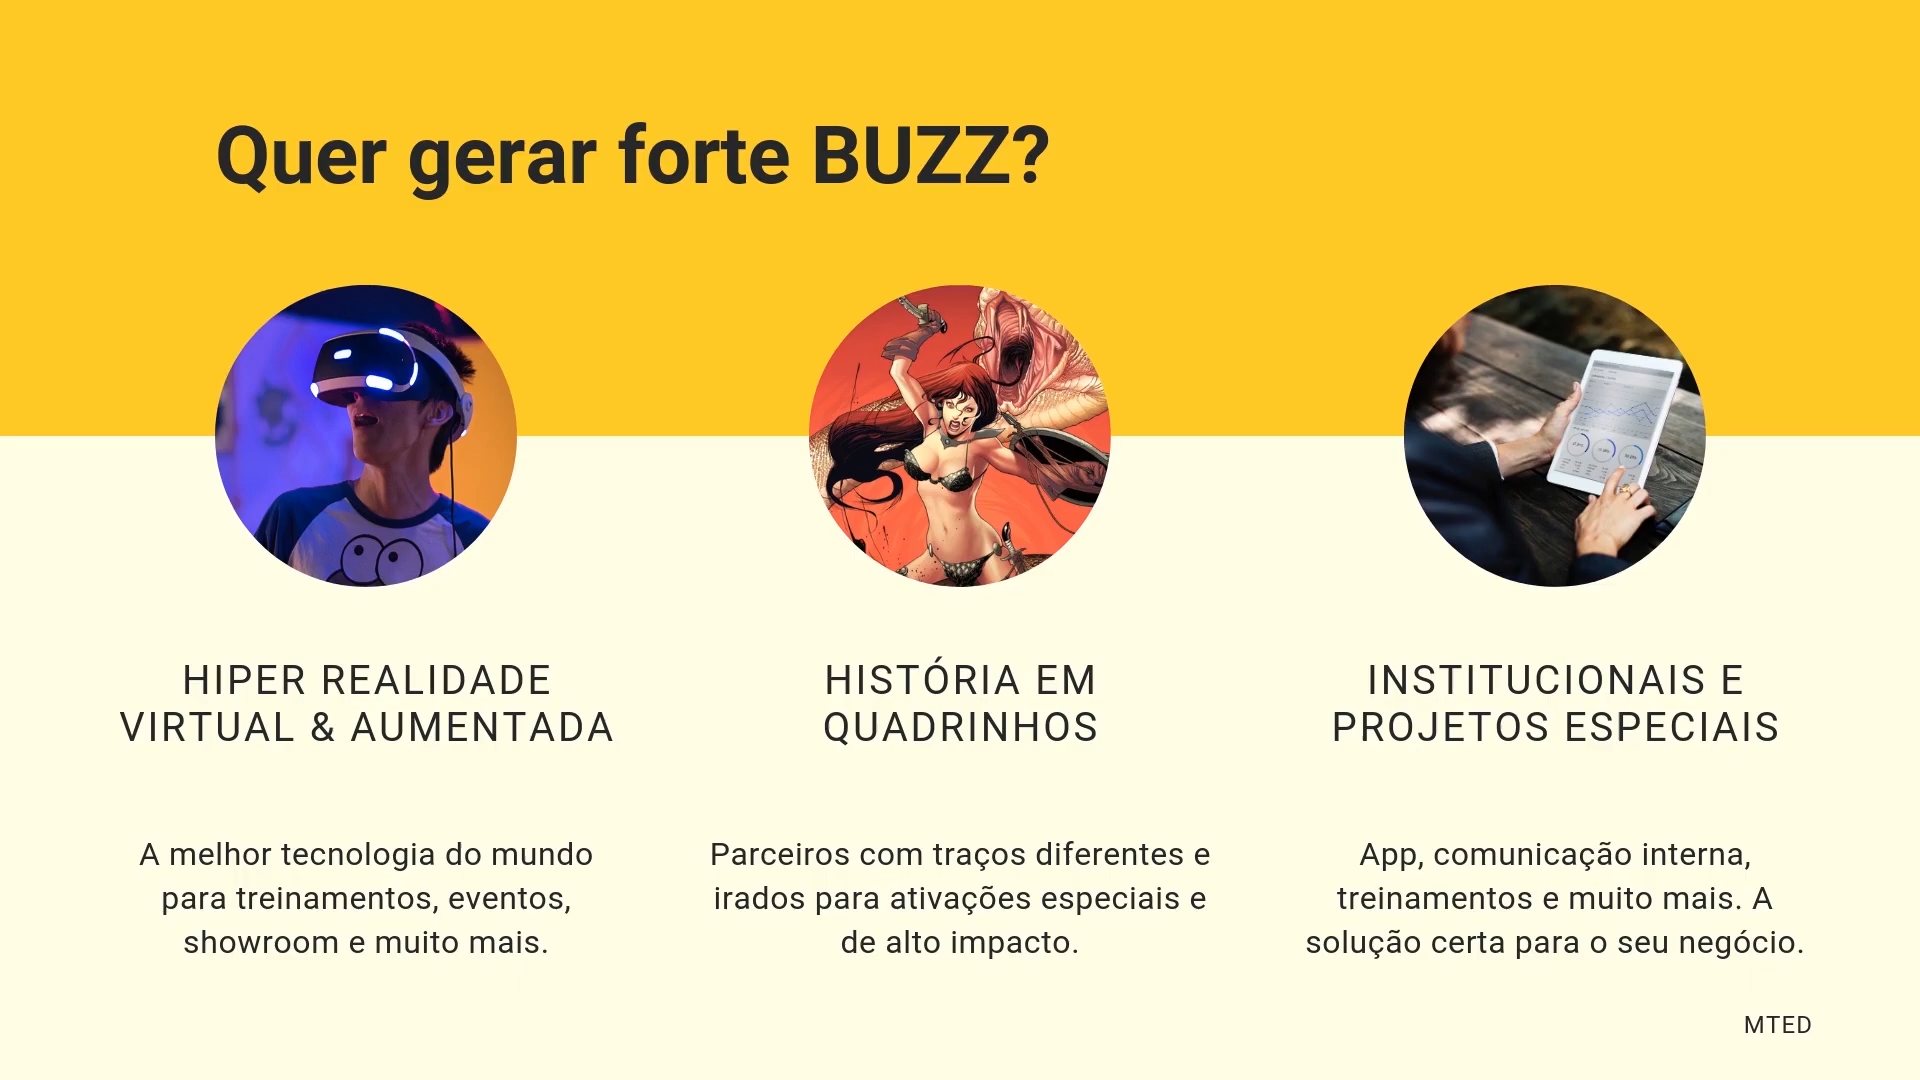 Quer gerar forte BUZZ?
HIPER REALIDADE
VIRTUAL & AUMENTADA
A melhor tecnologia do mundo
para treinamentos, eventos,
showroom e muito mais.
HISTÓRIA EM
QUADRINHOS
Parceiros com traços diferentes e
irados para ativações especiais e
de alto impacto.
INSTITUCIONAIS E
PROJETOS ESPECIAIS
App, comunicação interna,
treinamentos e muito mais. A
solução certa para o seu negócio.
MTED